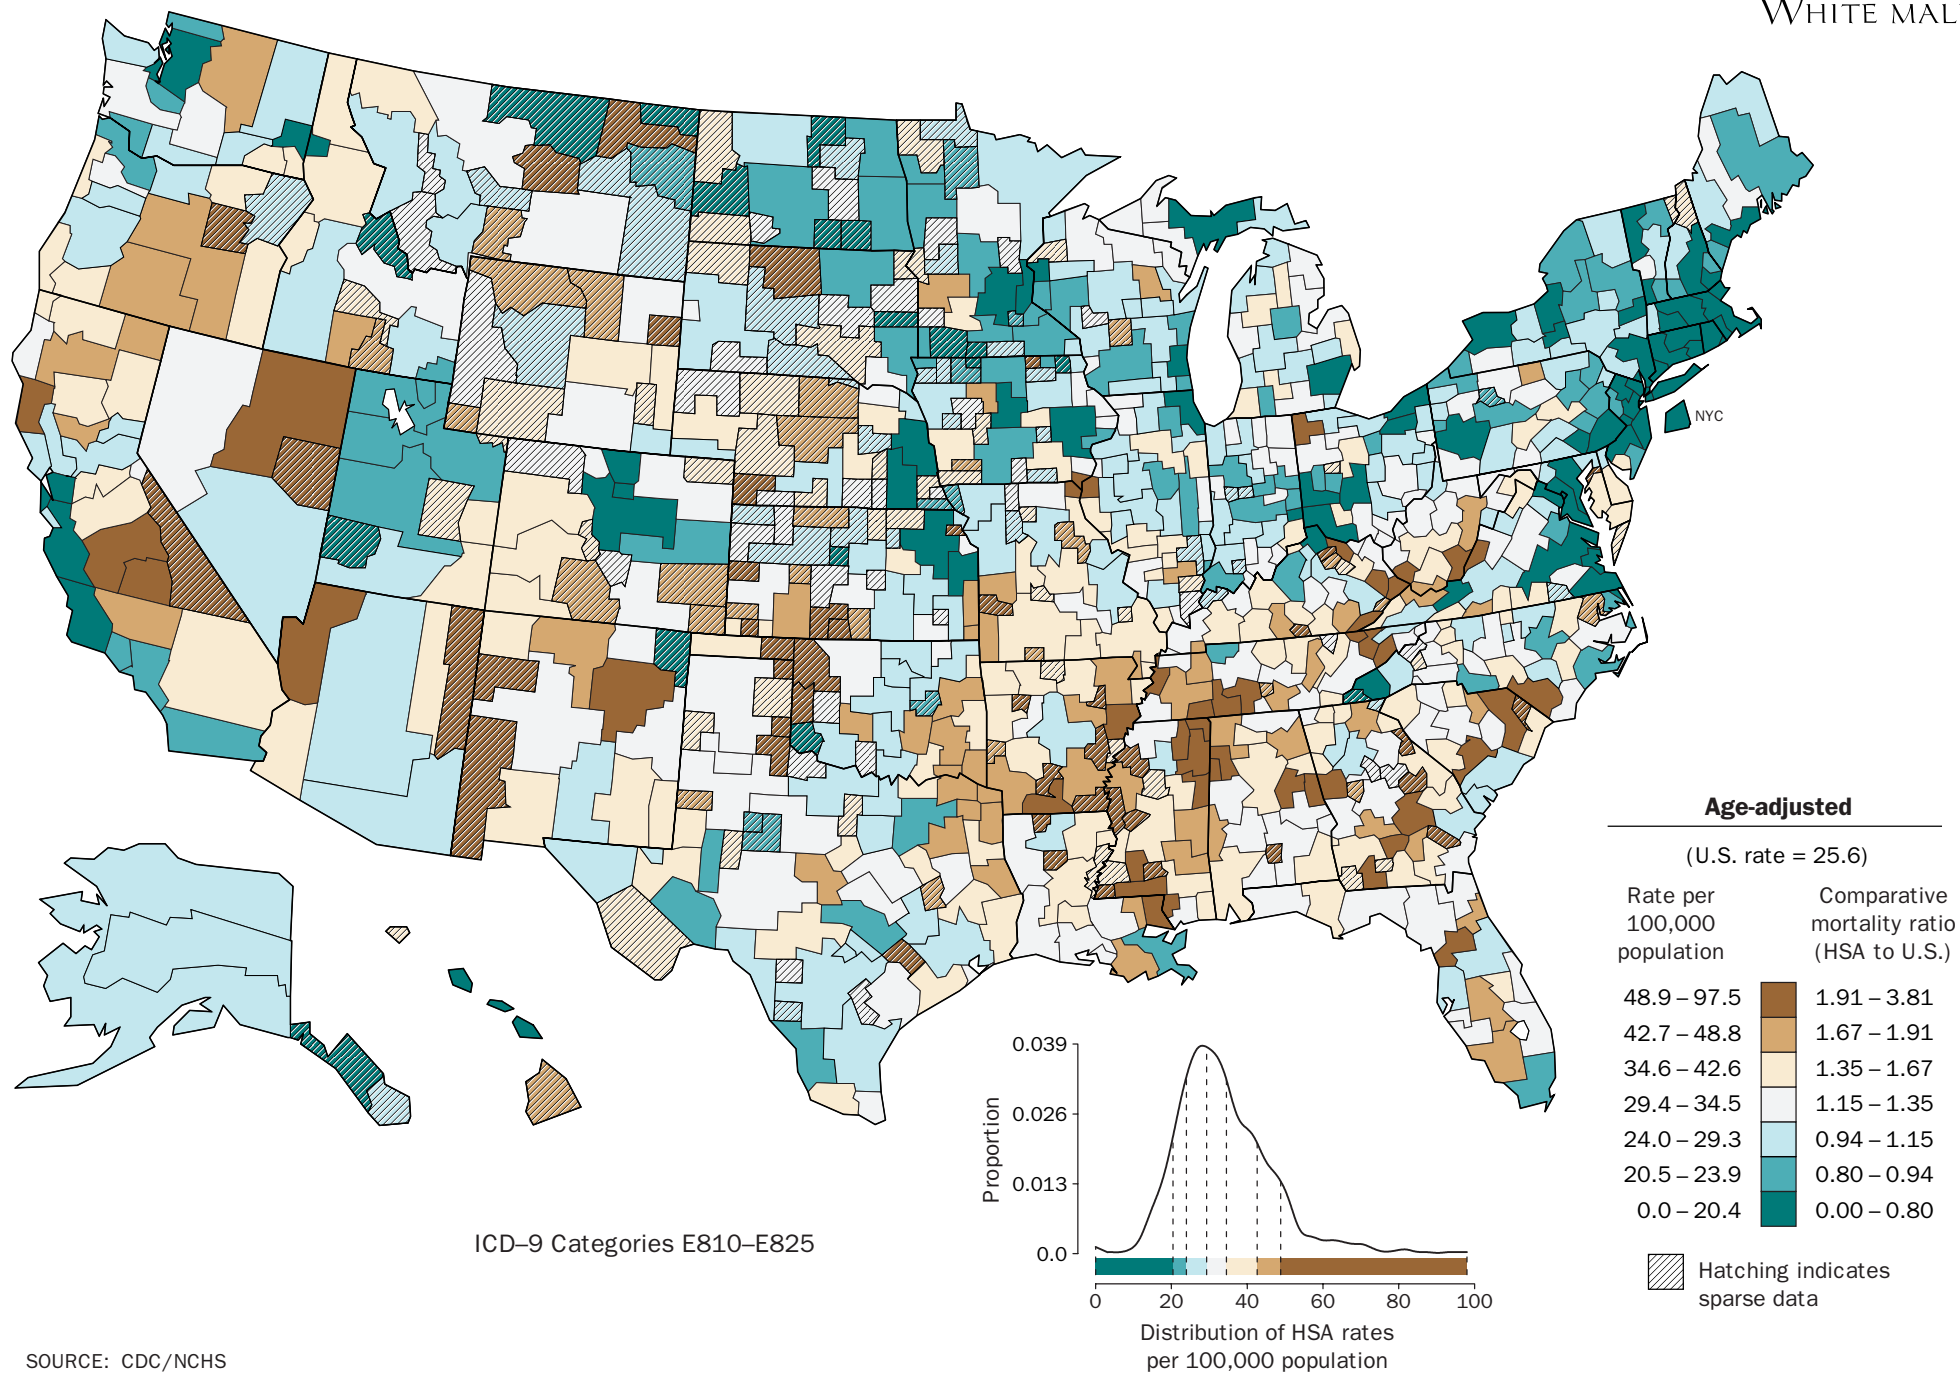 WHITE MAL
NYC
Age-adjusted
(U.S. rate = 25.6)
Rate per
100,000
population
Comparative
mortality ratio
(HSA to U.S.)
48.9 – 97.5 1.91 – 3.81
42.7 – 48.8 1.67 – 1.91
34.6 – 42.6 1.35 – 1.67
29.4 – 34.5 1.15 – 1.35
24.0 – 29.3 0.94 – 1.15
20.5 – 23.9 0.80 – 0.94
0.0 – 20.4 0.00 – 0.80
Hatching indicates
sparse data
Proportion
0.039
0.026
0.013
0.0
0 20 40 60 80 100
Distribution of HSA rates
per 100,000 population
ICD–9 Categories E810–E825
SOURCE: CDC/NCHS